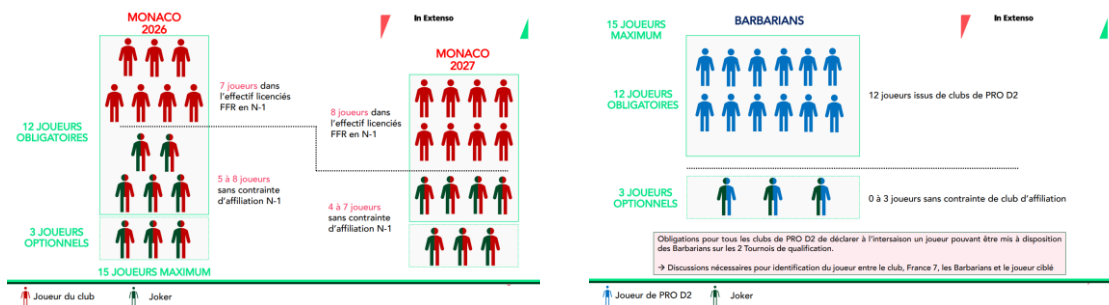 MONACO
2026
In Extenso
MONACO
2027
7 joueurs dans
l'effectif licenciés
FFR en N-1
8 joueurs dans
l'effectif licenciés
FFR en N-1
12 JOUEURS
OBLIGATOIRES
5 à 8 joueurs
sans contrainte
d'affiliation N-1
4 à 7 joueurs
sans contrainte
d'affiliation N-1
3 JOUEURS
OPTIONNELS
15 JOUEURS MAXIMUM
Joueur du club
Joker
15 JOUEURS
MAXIMUM
BARBARIANS
In Extenso
12 JOUEURS
OBLIGATOIRES
12 joueurs issus de clubs de PRO D2
3 JOUEURS
OPTIONNELS
0 à 3 joueurs sans contrainte de club d'affiliation
Obligations pour tous les clubs de PRO D2 de déclarer à l'intersaison un joueur pouvant être mis à disposition
des Barbarians sur les 2 Tournois de qualification.
→ Discussions nécessaires pour identification du joueur entre le club, France 7, les Barbarians et le joueur ciblé
Joueur de PRO D2
Joker